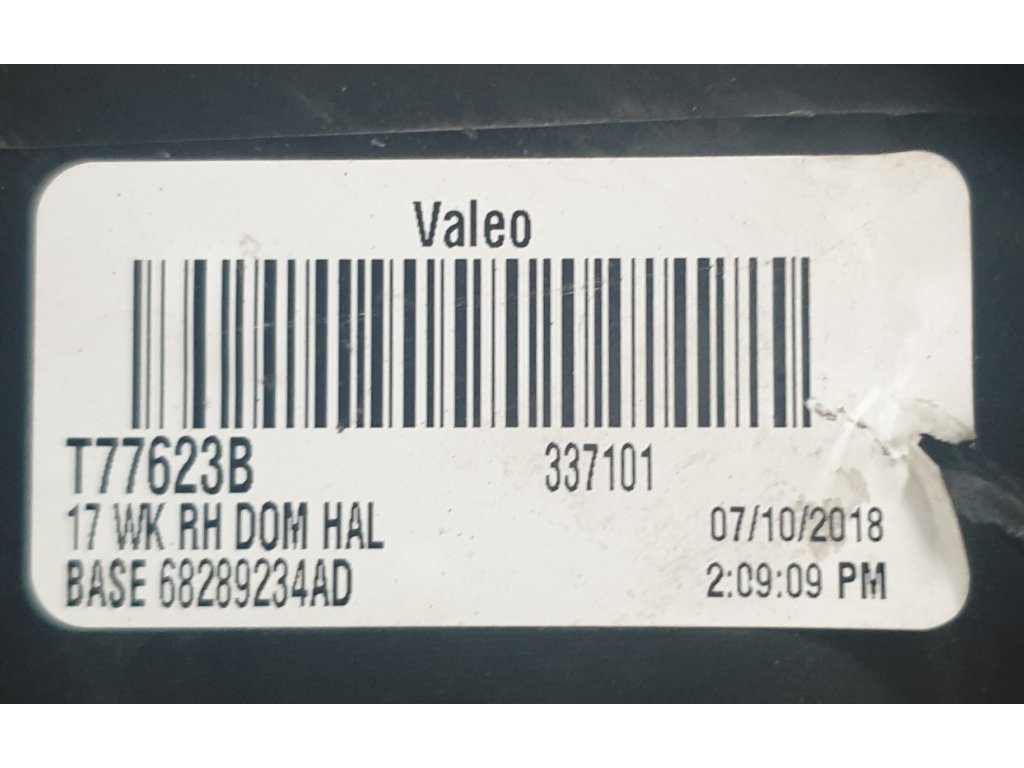 Valeo
T77623B 337101
17 WK RH DOM HAL 07/10/2018
BASE 68289234AD 2:09:09 PM